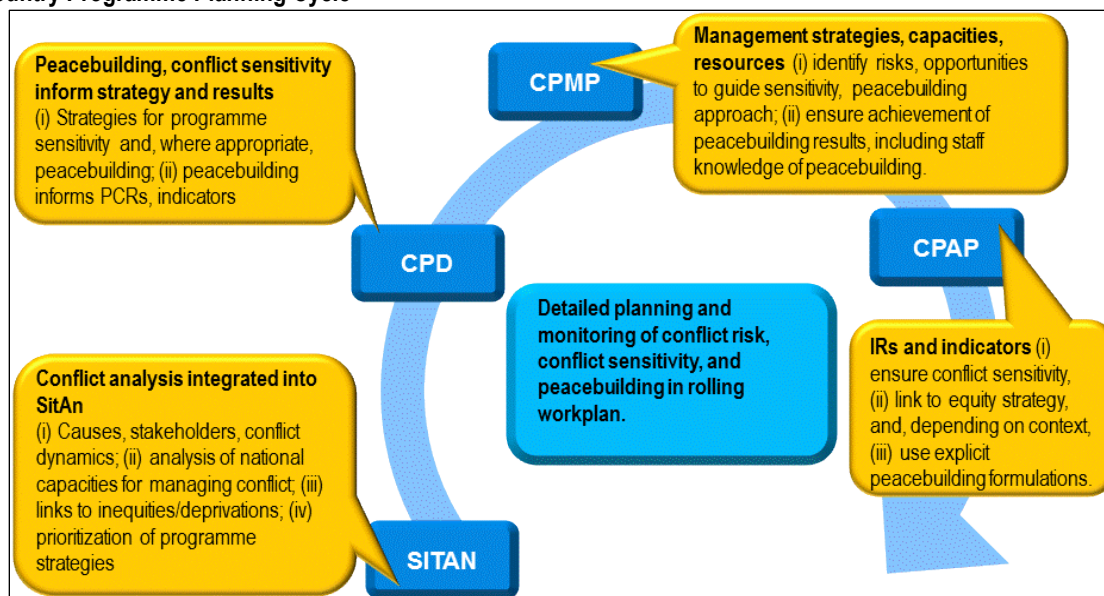 Country Programme Planning Cycle
Peacebuilding, conflict sensitivity
inform strategy and results
(i) Strategies for programme
sensitivity and, where appropriate,
peacebuilding; (ii) peacebuilding
informs PCRs, indicators
CPMP
Management strategies, capacities,
resources (i) identify risks, opportunities
to guide sensitivity, peacebuilding
approach; (ii) ensure achievement of
peacebuilding results, including staff
knowledge of peacebuilding.
CPD
CPAP
Detailed planning and
monitoring of conflict risk,
conflict sensitivity, and
peacebuilding in rolling
workplan.
IRs and indicators (i)
ensure conflict sensitivity,
(ii) link to equity strategy,
and, depending on context,
(iii) use explicit
peacebuilding formulations.
Conflict analysis integrated into
SitAn
(i) Causes, stakeholders, conflict
dynamics; (ii) analysis of national
capacities for managing conflict; (iii)
links to inequities/deprivations; (iv)
prioritization of programme
strategies
SITAN